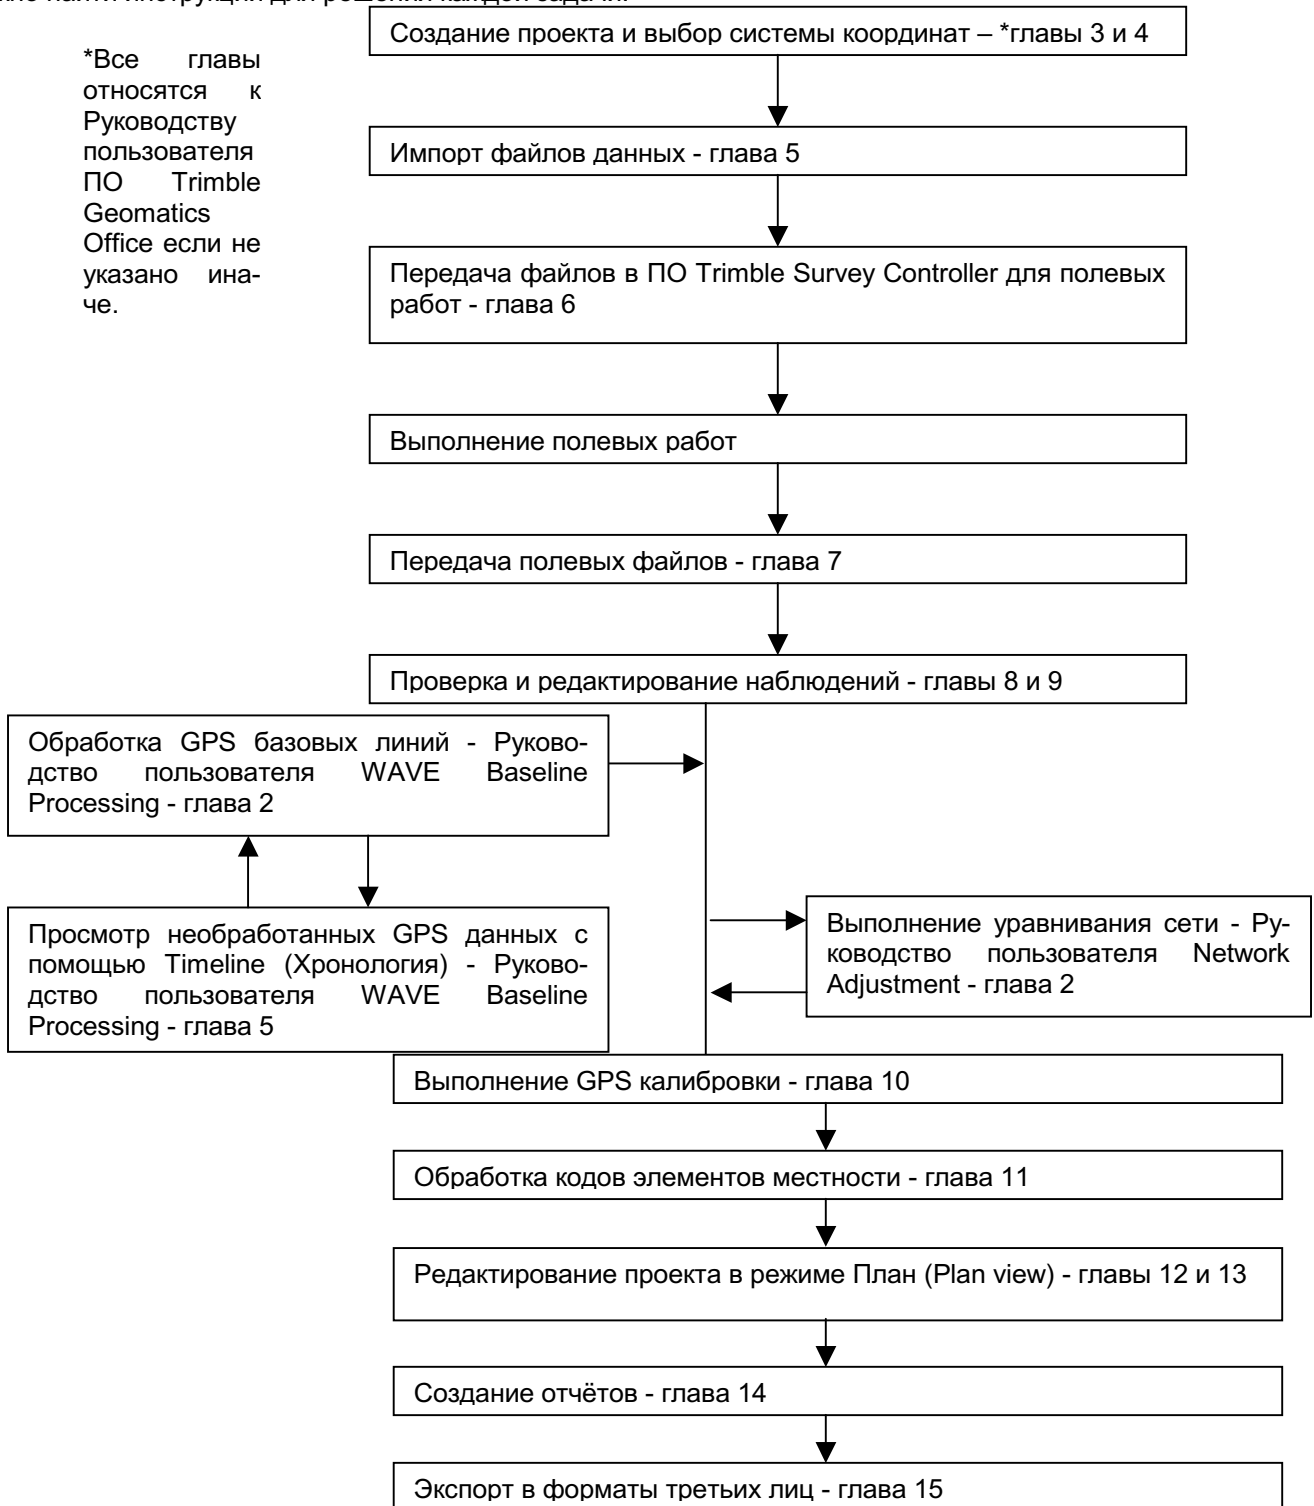 Создание проекта и выбор системы координат – *главы 3 и 4
*Все главы
относятся к
Руководству
пользователя
ПО Trimble
Geomatics
Office если не
указано ина-
че.
Импорт файлов данных - глава 5
Передача файлов в ПО Trimble Survey Controller для полевых
работ - глава 6
Выполнение полевых работ
Передача полевых файлов - глава 7
Проверка и редактирование наблюдений - главы 8 и 9
Обработка GPS базовых линий - Руково-
дство пользователя WAVE Baseline
Processing - глава 2
Просмотр необработанных GPS данных с
помощью Timeline (Хронология) - Руково-
дство пользователя WAVE Baseline
Processing - глава 5
Выполнение уравнивания сети - Ру-
ководство пользователя Network
Adjustment - глава 2
Выполнение GPS калибровки - глава 10
Обработка кодов элементов местности - глава 11
Редактирование проекта в режиме План (Plan view) - главы 12 и 13
Создание отчётов - глава 14
Экспорт в форматы третьих лиц - глава 15